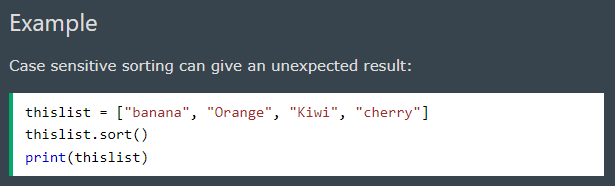 Example
Case sensitive sorting can give an unexpected result:
thislist = ["banana", "Orange", "Kiwi", "cherry"]
thislist.sort()
print(thislist)